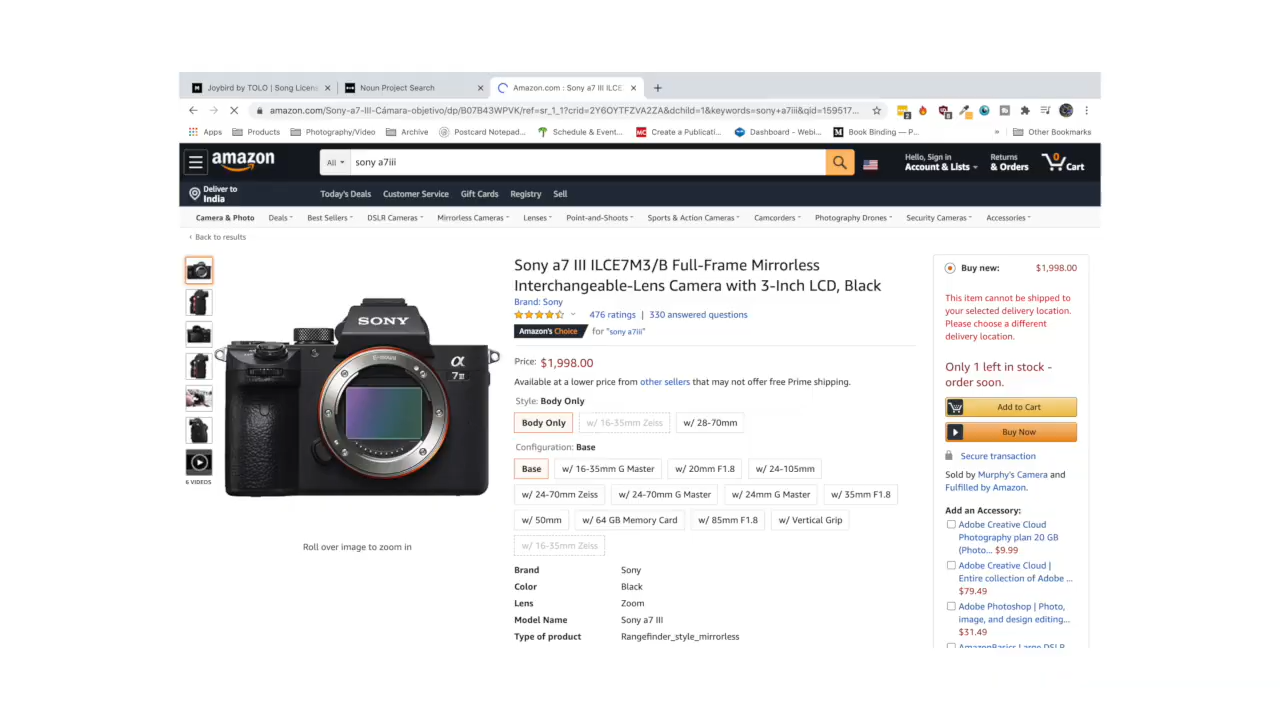 Joybird by TOLO | Song Licens
Noun Project Search
Amazon.com : Sony a7 III ILCE
amazon.com/Sony-a7-III-Cámara-objetivo/dp/B07B43WPVK/ref=sr_1_1?crid=2Y6OYTFZVA2ZA&dchild=1&keywords=sony+a7iii&qid=159517...
Apps
Products
Photography/Video
Archive
Postcard Notepad...
Schedule & Event...
Create a Publicati...
Dashboard - Webi...
Book Binding — P...
»
Other Bookmarks
amazon
All
sony a7iii
Hello, Sign in
Account & Lists
Returns
& Orders
0
Cart
Deliver to
India
Today's Deals
Customer Service
Gift Cards
Registry
Sell
Camera & Photo
Deals
Best Sellers
DSLR Cameras
Mirrorless Cameras
Lenses
Point-and-Shoots
Sports & Action Cameras
Camcorders
Photography Drones
Security Cameras
Accessories
‹ Back to results
6 VIDEOS
SONY
α
7III
E-mount
Roll over image to zoom in
Sony a7 III ILCE7M3/B Full-Frame Mirrorless
Interchangeable-Lens Camera with 3-Inch LCD, Black
Brand: Sony
476 ratings | 330 answered questions
Amazon's Choice for "sony a7iii"
Price: $1,998.00
Available at a lower price from other sellers that may not offer free Prime shipping.
Style: Body Only
Body Only
w/ 16-35mm Zeiss
w/ 28-70mm
Configuration: Base
Base
w/ 16-35mm G Master
w/ 20mm F1.8
w/ 24-105mm
w/ 24-70mm Zeiss
w/ 24-70mm G Master
w/ 24mm G Master
w/ 35mm F1.8
w/ 50mm
w/ 64 GB Memory Card
w/ 85mm F1.8
w/ Vertical Grip
w/ 16-35mm Zeiss
Brand Sony
Color Black
Lens Zoom
Model Name Sony a7 III
Type of product Rangefinder_style_mirrorless
Buy new: $1,998.00
This item cannot be shipped to
your selected delivery location.
Please choose a different
delivery location.
Only 1 left in stock -
order soon.
Add to Cart
Buy Now
Secure transaction
Sold by Murphy's Camera and
Fulfilled by Amazon.
Add an Accessory:
Adobe Creative Cloud
Photography plan 20 GB
(Photo... $9.99
Adobe Creative Cloud |
Entire collection of Adobe ...
$79.49
Adobe Photoshop | Photo,
image, and design editing...
$31.49
AmazonBasics Large DSLR